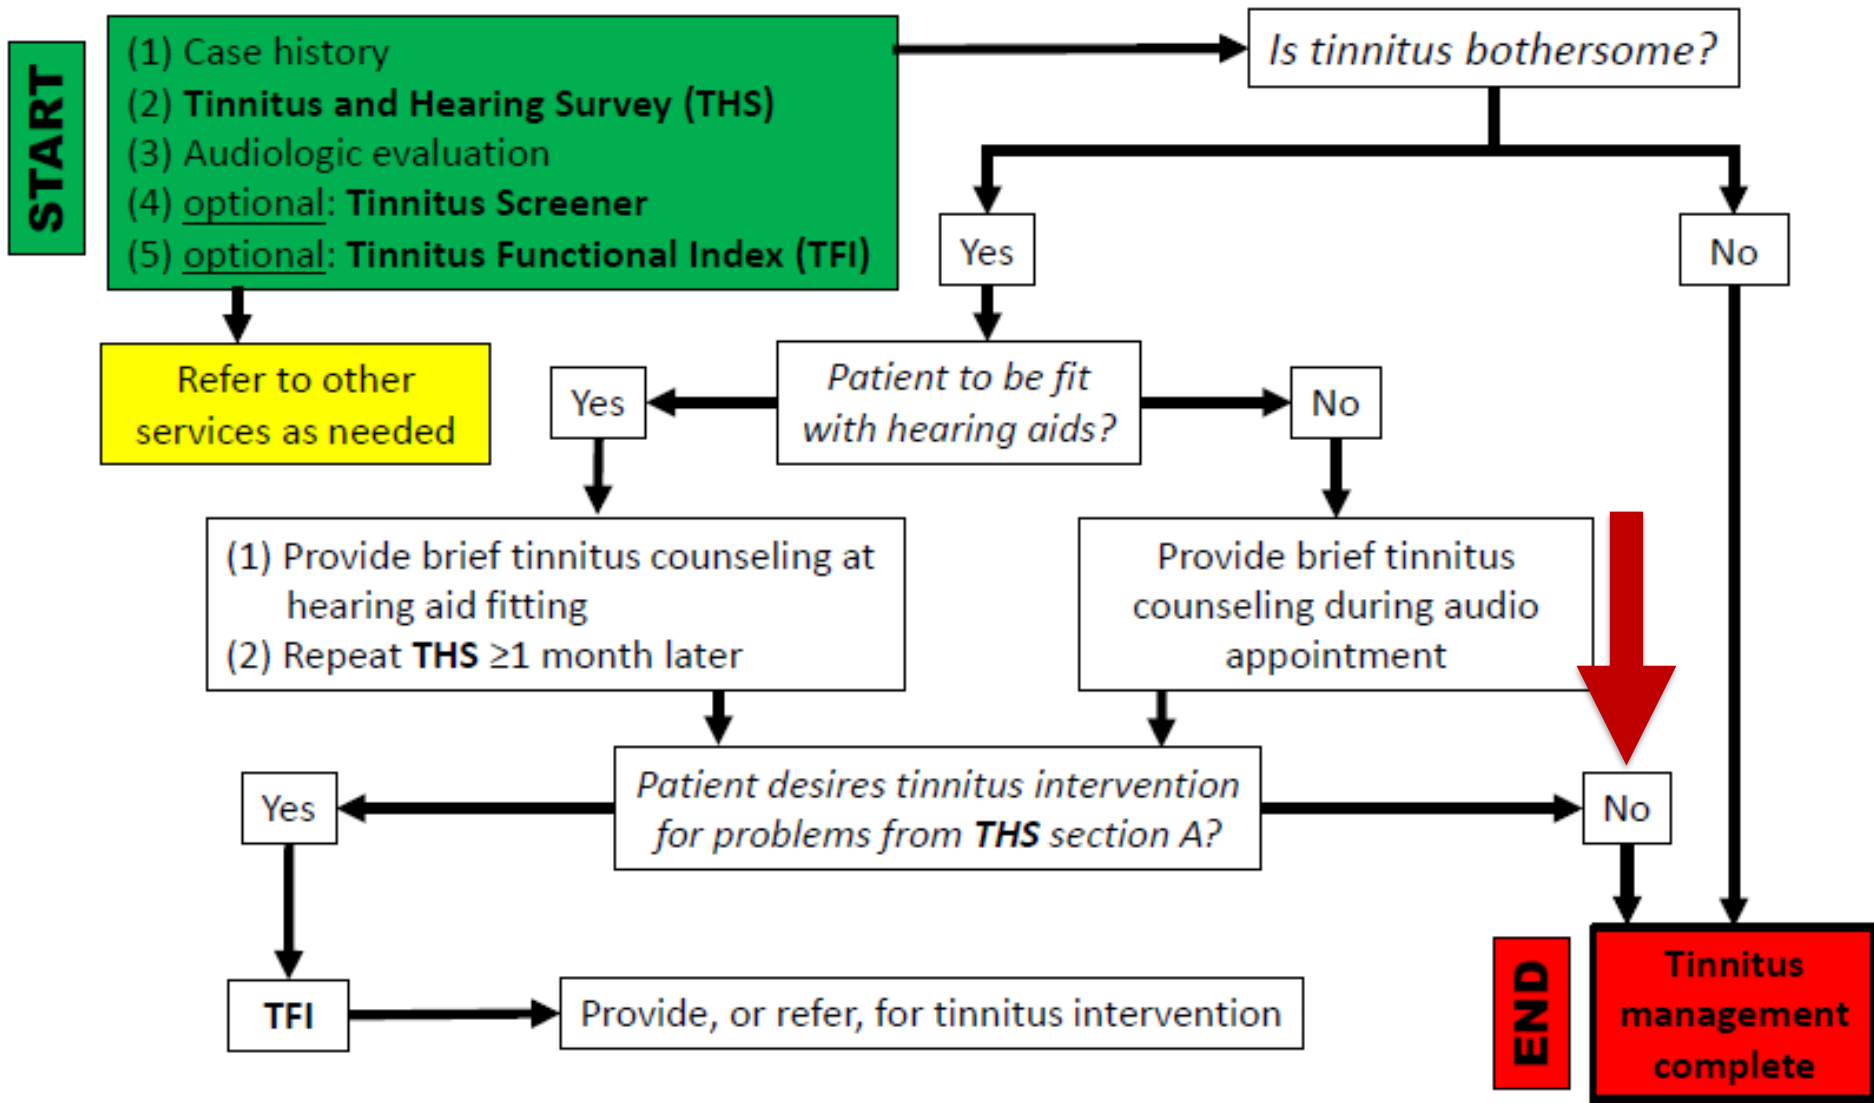 START
(1) Case history
(2) Tinnitus and Hearing Survey (THS)
(3) Audiologic evaluation
(4) optional: Tinnitus Screener
(5) optional: Tinnitus Functional Index (TFI)
Is tinnitus bothersome?
Yes
No
Refer to other
services as needed
Yes
Patient to be fit
with hearing aids?
No
(1) Provide brief tinnitus counseling at
hearing aid fitting
(2) Repeat THS ≥1 month later
Provide brief tinnitus
counseling during audio
appointment
Yes
Patient desires tinnitus intervention
for problems from THS section A?
No
TFI
Provide, or refer, for tinnitus intervention
END
Tinnitus
management
complete